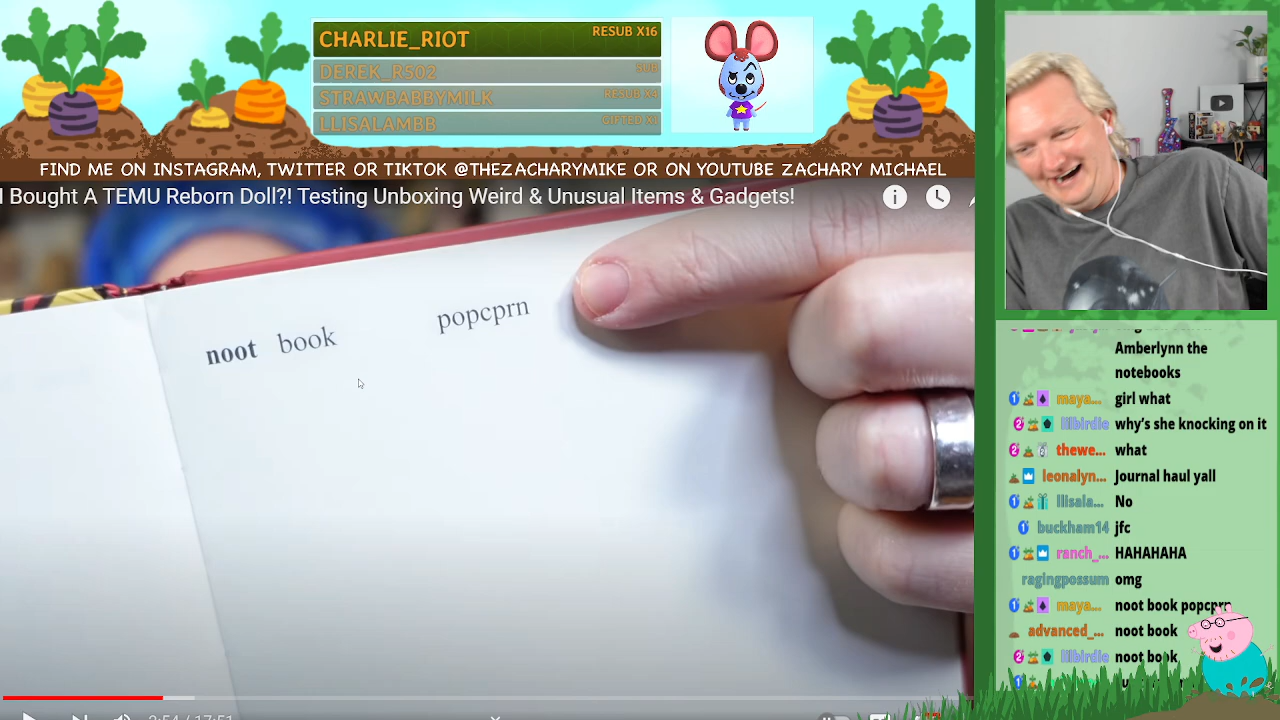 CHARLIE_RIOT RESUB X16
DEREK_RS02 SUB
STRAWBABBYMILK RESUB X4
LLISALAMBB GIFTED X1
FIND ME ON INSTAGRAM, TWITTER OR TIKTOK @THEZACHARYMIKE OR ON YOUTUBE ZACHARY MICHAEL
I Bought A TEMU Reborn Doll?! Testing Unboxing Weird & Unusual Items & Gadgets!
noot book popcprn
Amberlynn the
notebooks
maya... girl what
lilbirdie why's she knocking on it
thewe... what
leonalyn... Journal haul yall
llisala... No
buckham14 jfc
ranch_... HAHAHAHA
ragingpossum omg
maya... noot book popcprn
advanced_... noot book
lilbirdie noot book